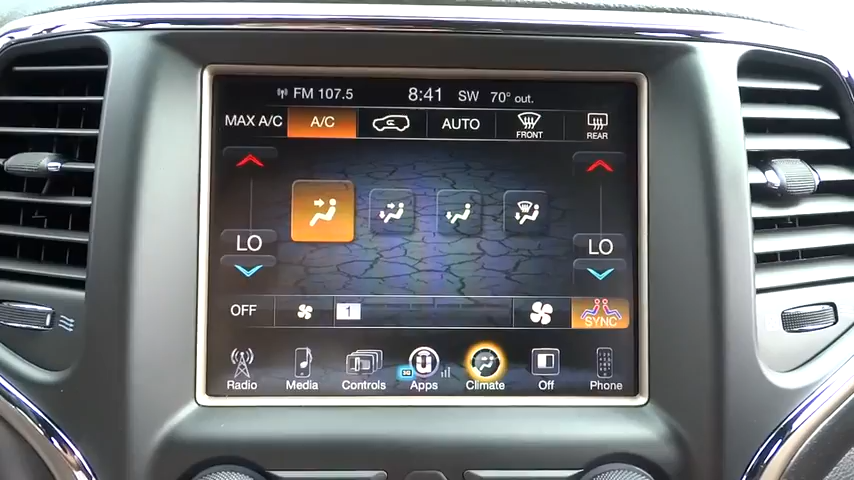 FM 107.5 8:41 SW 70° out.
MAX A/C A/C AUTO FRONT REAR
LO LO
OFF 1 SYNC
3G
Radio Media Controls Apps Climate Off Phone